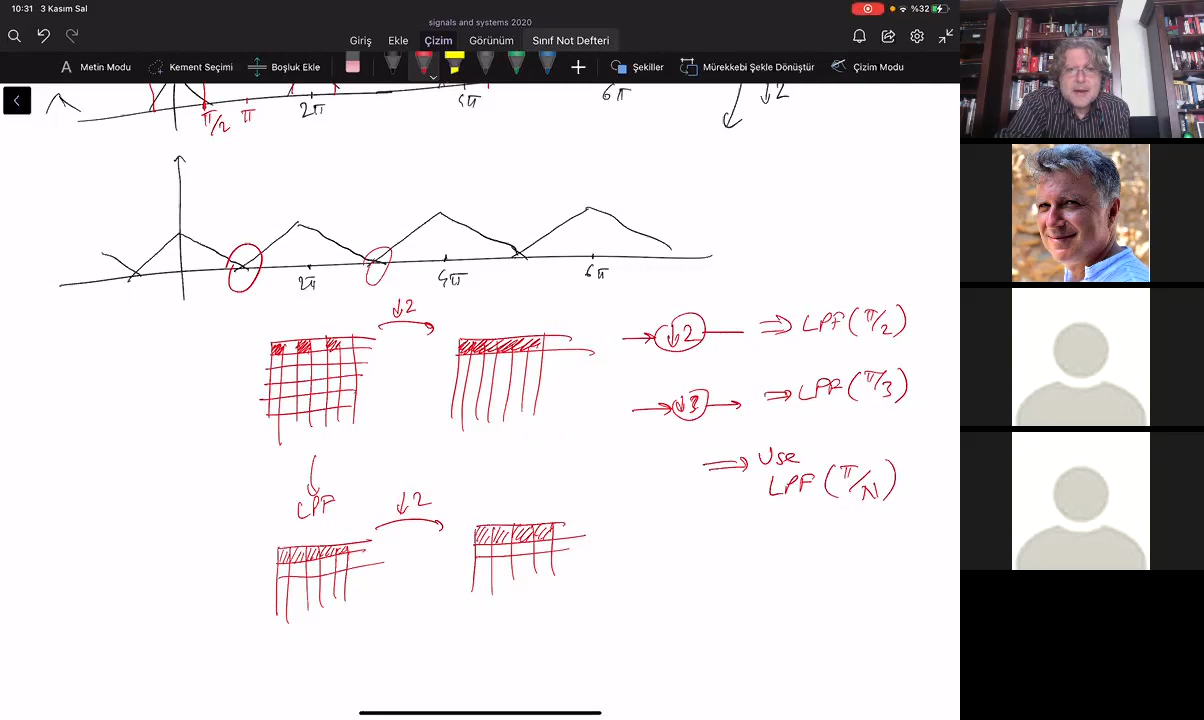 10:31 3 Kasım Sal
%32
signals and systems 2020
Giriş Ekle Çizim Görünüm Sınıf Not Defteri
Metin Modu Kement Seçimi Boşluk Ekle Şekiller Mürekkebi Şekle Dönüştür Çizim Modu
π/2 π 2π 4π 6π ↓2
2π 4π 6π
↓2
↓2 ⇒ LPF(π/2)
↓3 ⇒ LPF(π/3)
⇒ Use
LPF (π/N)
LPF
↓2